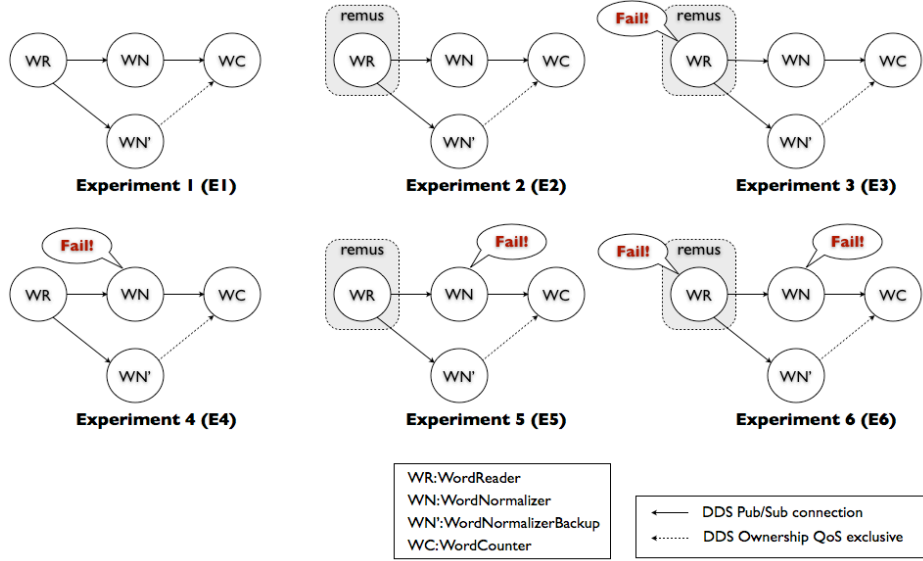 WR
WN
WC
WN'
Experiment 1 (E1)
remus
WR
WN
WC
WN'
Experiment 2 (E2)
Fail!
remus
WR
WN
WC
WN'
Experiment 3 (E3)
Fail!
WR
WN
WC
WN'
Experiment 4 (E4)
remus
Fail!
WR
WN
WC
WN'
Experiment 5 (E5)
Fail!
remus
Fail!
WR
WN
WC
WN'
Experiment 6 (E6)
WR:WordReader
WN:WordNormalizer
WN':WordNormalizerBackup
WC:WordCounter
DDS Pub/Sub connection
DDS Ownership QoS exclusive